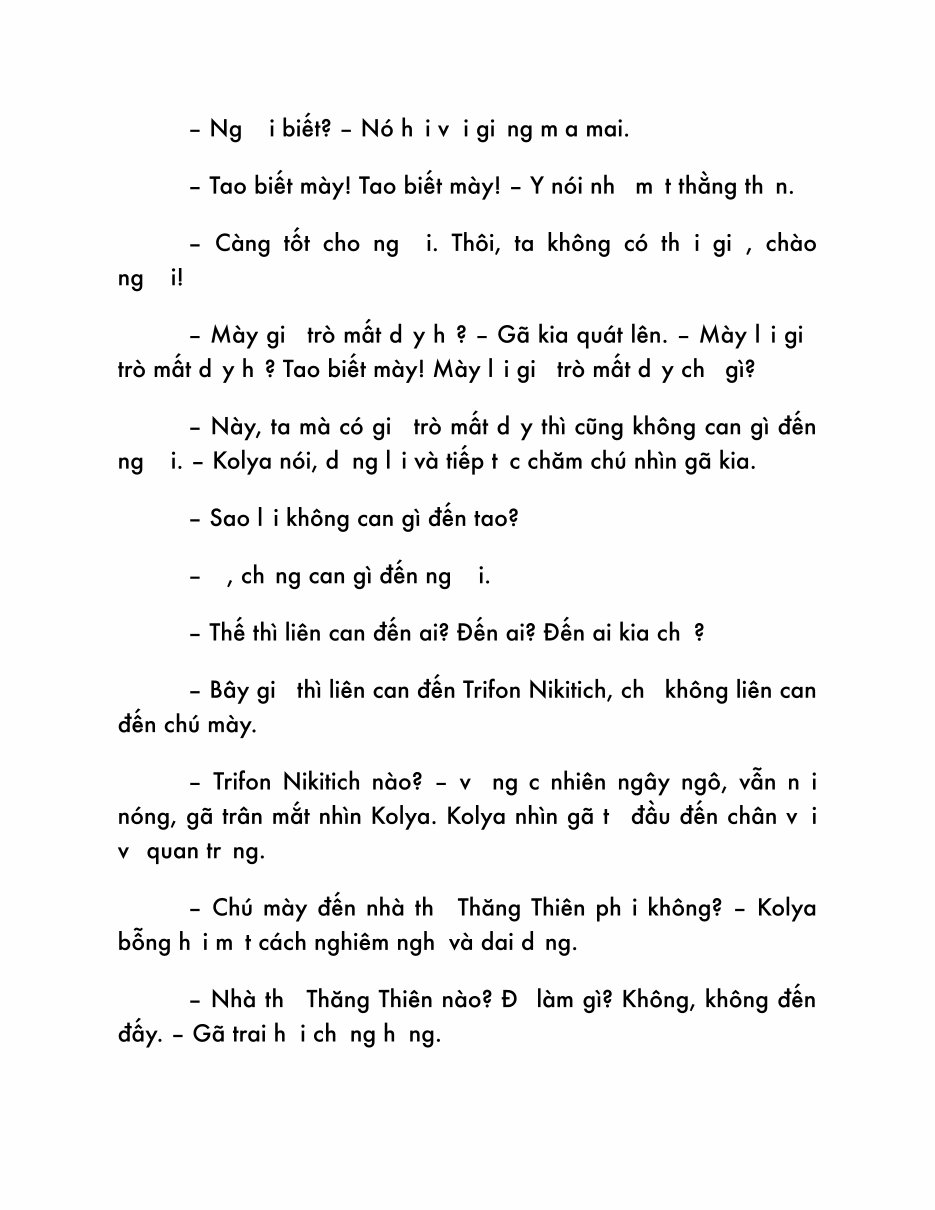 – Ng i biết? – Nó h i v i gi ng m a mai.
– Tao biết mày! Tao biết mày! – Y nói nh m t thằng th n.
– Càng tốt cho ng i. Thôi, ta không có th i gi , chào
ng i!
– Mày gi trò mất d y h ? – Gã kia quát lên. – Mày l i gi
trò mất d y h ? Tao biết mày! Mày l i gi trò mất d y ch gì?
– Này, ta mà có gi trò mất d y thì cũng không can gì đến
ng i. – Kolya nói, d ng l i và tiếp t c chăm chú nhìn gã kia.
– Sao l i không can gì đến tao?
– , ch ng can gì đến ng i.
– Thế thì liên can đến ai? Đến ai? Đến ai kia ch ?
– Bây gi thì liên can đến Trifon Nikitich, ch không liên can
đến chú mày.
– Trifon Nikitich nào? – v ng c nhiên ngây ngô, vẫn n i
nóng, gã trân mắt nhìn Kolya. Kolya nhìn gã t đầu đến chân v i
v quan tr ng.
– Chú mày đến nhà th Thăng Thiên ph i không? – Kolya
bỗng h i m t cách nghiêm ngh và dai d ng.
– Nhà th Thăng Thiên nào? Đ làm gì? Không, không đến
đấy. – Gã trai h i ch ng h ng.